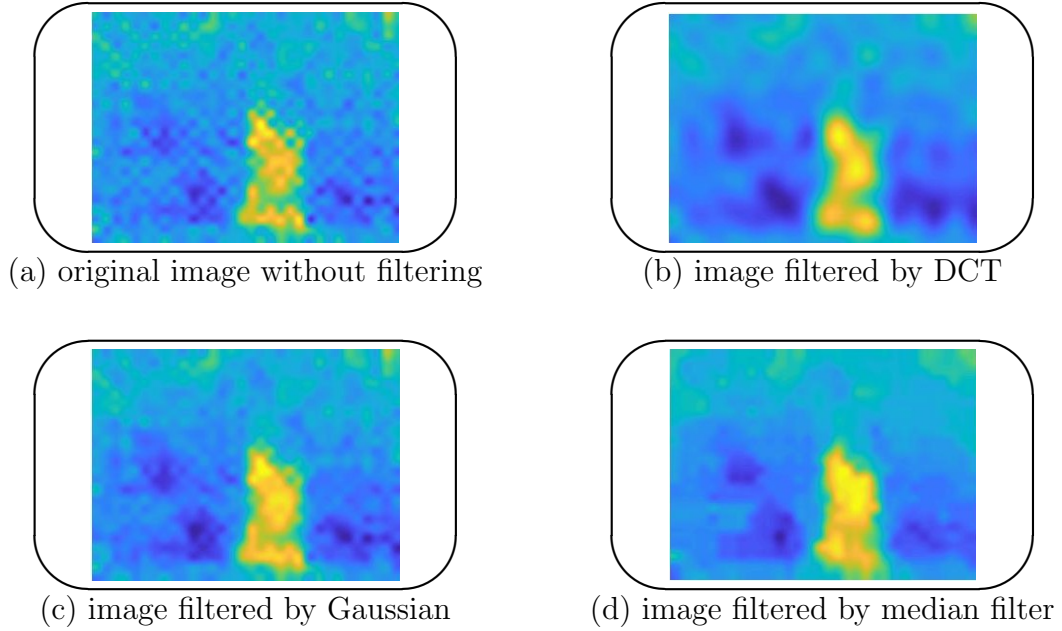 (a) original image without filtering
(b) image filtered by DCT
(c) image filtered by Gaussian
(d) image filtered by median filter